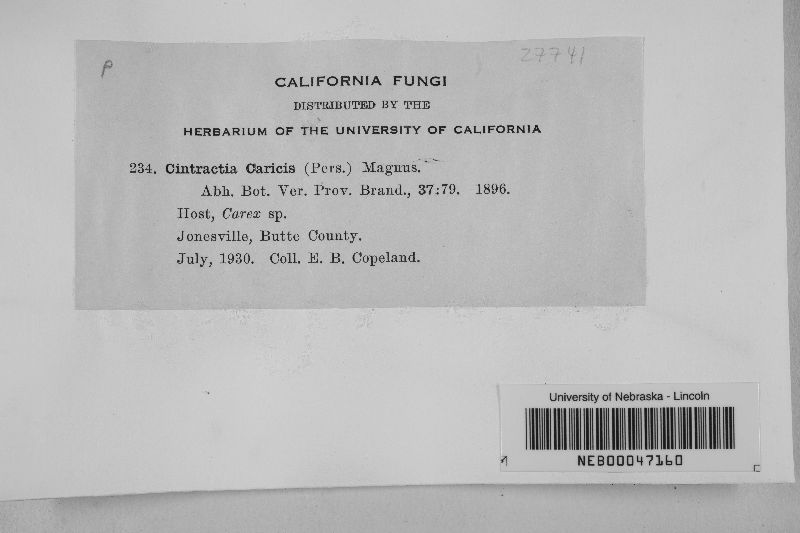 P 27741
CALIFORNIA FUNGI
DISTRIBUTED BY THE
HERBARIUM OF THE UNIVERSITY OF CALIFORNIA
234. Cintractia Caricis (Pers.) Magnus.
Abh. Bot. Ver. Prov. Brand., 37:79. 1896.
Host, Carex sp.
Jonesville, Butte County.
July, 1930. Coll. E. B. Copeland.
University of Nebraska - Lincoln
NEB00047160